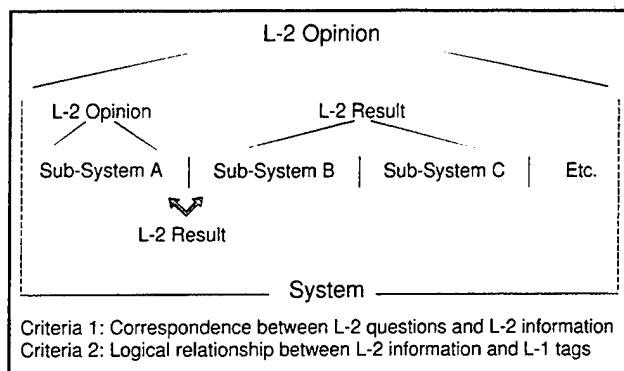 L-2 Opinion
L-2 Opinion L-2 Result
Sub-System A Sub-System B Sub-System C Etc.
L-2 Result
System
Criteria 1: Correspondence between L-2 questions and L-2 information
Criteria 2: Logical relationship between L-2 information and L-1 tags